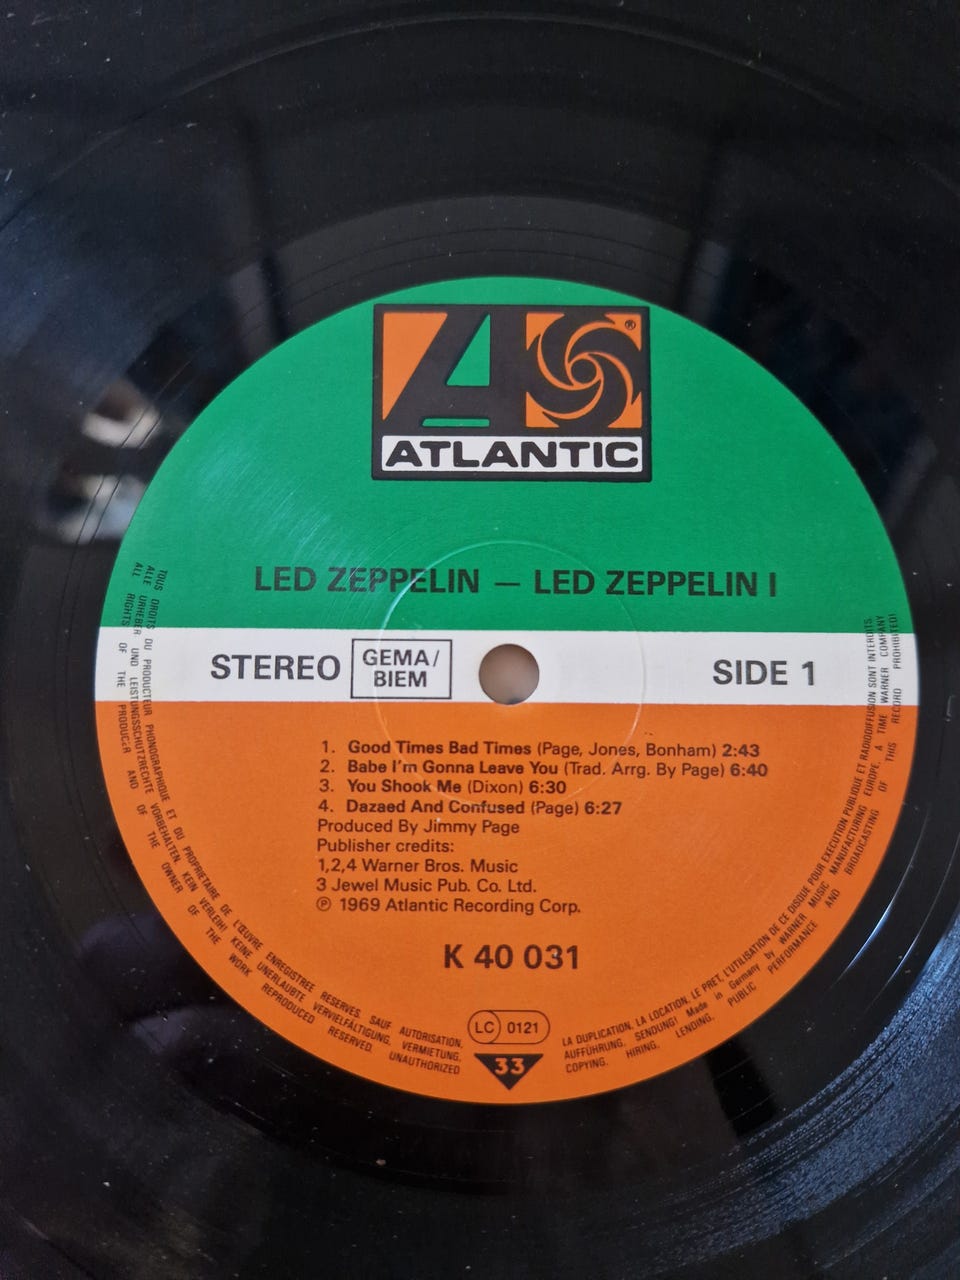 ®
ATLANTIC
LED ZEPPELIN — LED ZEPPELIN I
STEREO
GEMA/
BIEM
SIDE 1
1. Good Times Bad Times (Page, Jones, Bonham) 2:43
2. Babe I'm Gonna Leave You (Trad. Arrg. By Page) 6:40
3. You Shook Me (Dixon) 6:30
4. Dazaed And Confused (Page) 6:27
Produced By Jimmy Page
Publisher credits:
1,2,4 Warner Bros. Music
3 Jewel Music Pub. Co. Ltd.
℗ 1969 Atlantic Recording Corp.
K 40 031
LC 0121
33
TOUS DROITS DU PRODUCTEUR PHONOGRAPHIQUE ET DU PROPRIETAIRE DE L'ŒUVRE ENREGISTREE RESERVES. SAUF AUTORISATION, LA DUPLICATION, LA LOCATION, LE PRET, L'UTILISATION DE CE DISQUE POUR EXECUTION PUBLIQUE ET RADIODIFFUSION SONT INTERDITS.
ALLE URHEBER UND LEISTUNGSSCHUTZRECHTE VORBEHALTEN. KEIN VERLEIH! KEINE UNERLAUBTE VERVIELFÄLTIGUNG, VERMIETUNG, AUFFÜHRUNG, SENDUNG! Made in Germany by WARNER MUSIC MANUFACTURING EUROPE. A TIME WARNER COMPANY
ALL RIGHTS OF THE PRODUCER AND OF THE OWNER OF THE WORK REPRODUCED RESERVED. UNAUTHORIZED COPYING, HIRING, LENDING, PUBLIC PERFORMANCE AND BROADCASTING OF THIS RECORD PROHIBITED!